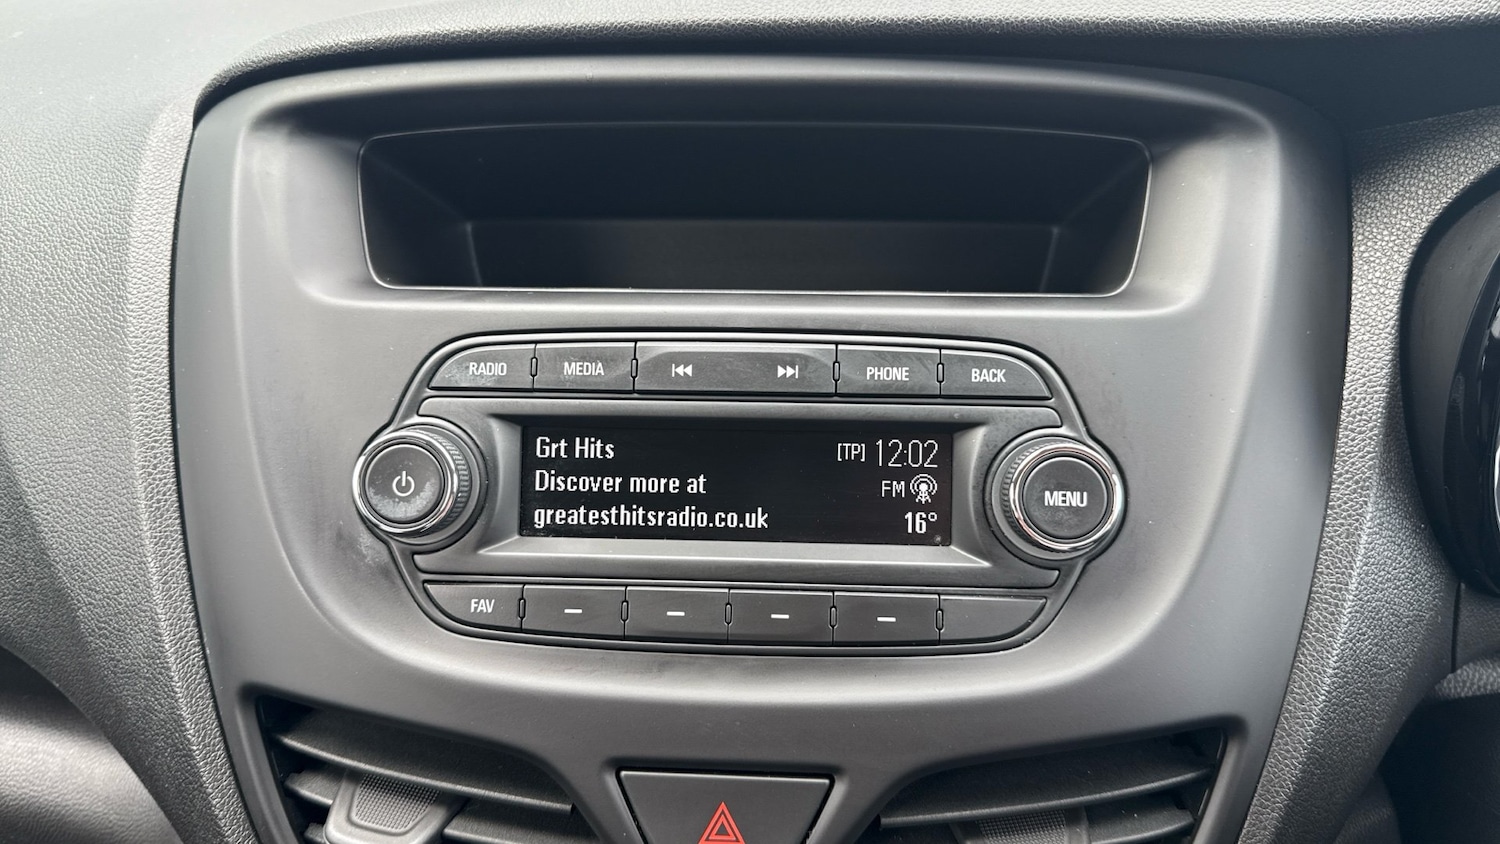 RADIO MEDIA PHONE BACK
Grt Hits [TP] 12:02
Discover more at FM
greatesthitsradio.co.uk 16°
MENU
FAV